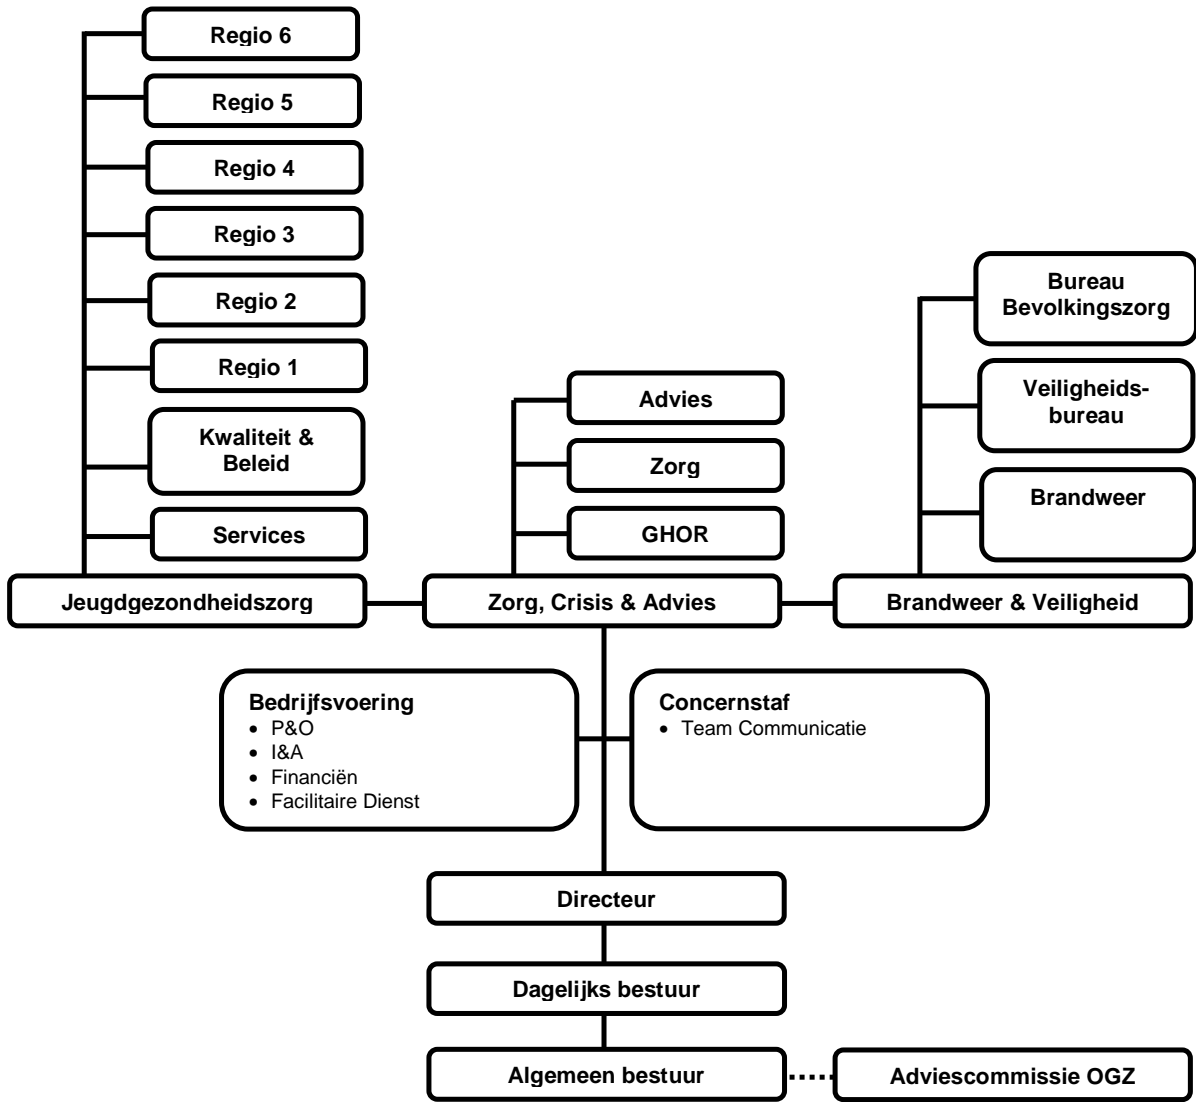 Regio 6
Regio 5
Regio 4
Regio 3
Regio 2
Regio 1
Kwaliteit &
Beleid
Services
Jeugdgezondheidszorg
Advies
Zorg
GHOR
Zorg, Crisis & Advies
Bureau
Bevolkingszorg
Veiligheids-
bureau
Brandweer
Brandweer & Veiligheid
Bedrijfsvoering
• P&O
• I&A
• Financiën
• Facilitaire Dienst
Concernstaf
• Team Communicatie
Directeur
Dagelijks bestuur
Algemeen bestuur
Adviescommissie OGZ